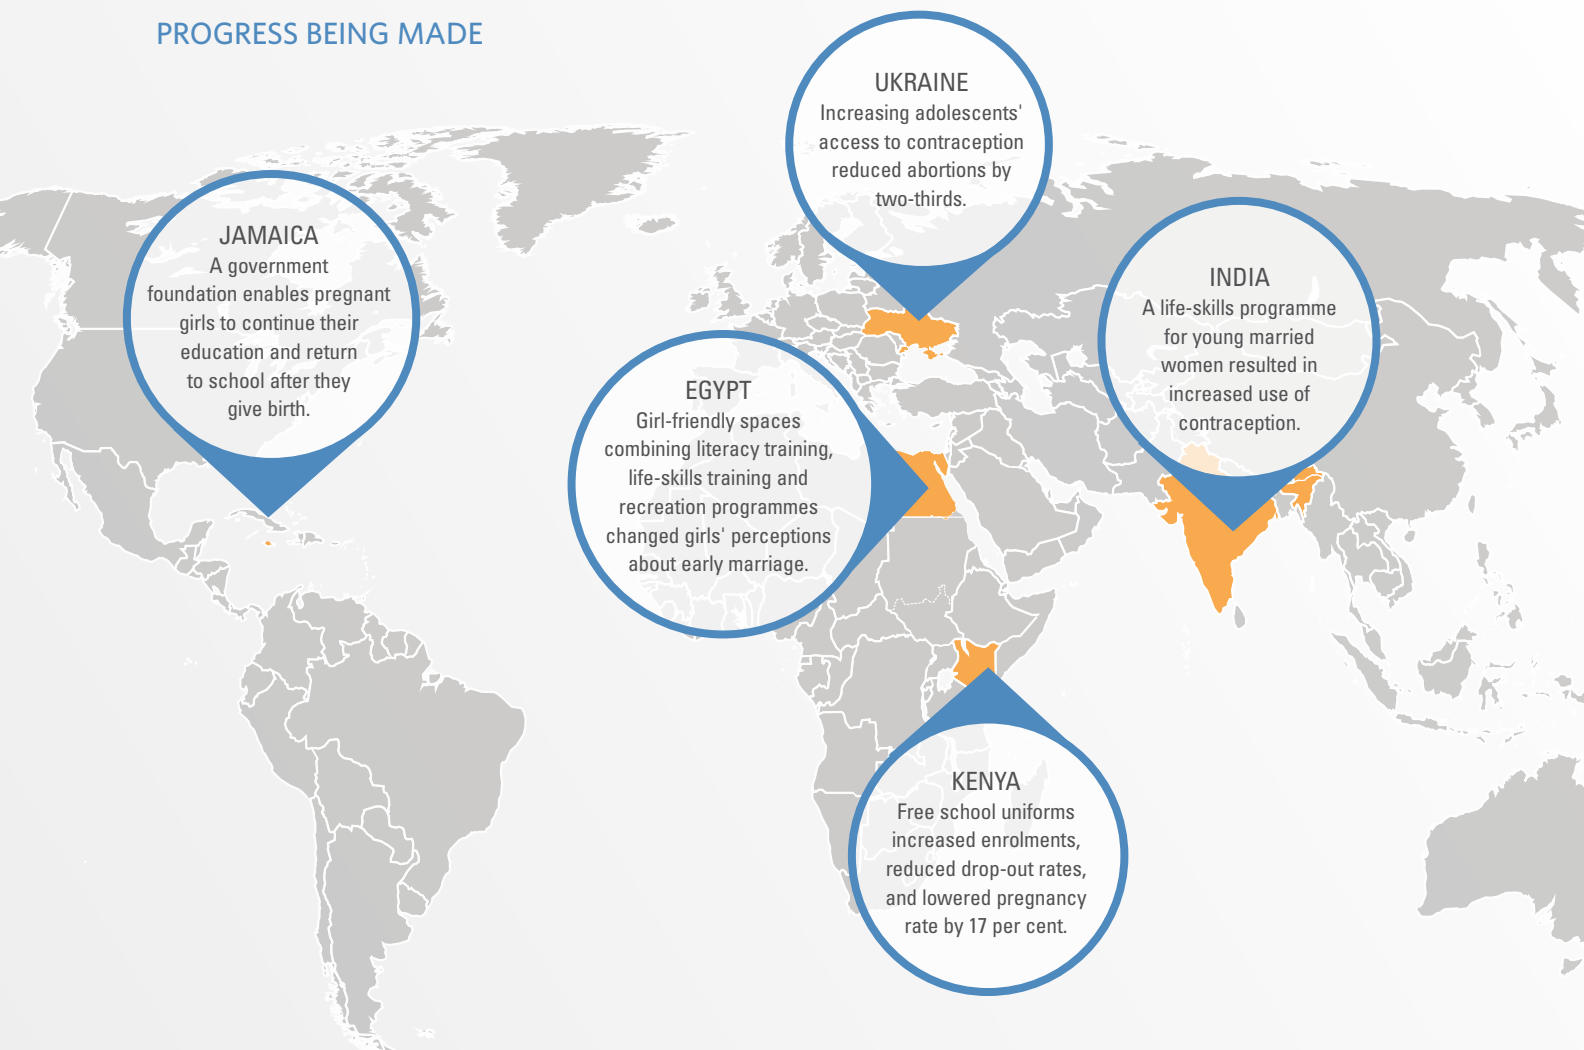 PROGRESS BEING MADE
UKRAINE
Increasing adolescents'
access to contraception
reduced abortions by
two-thirds.
JAMAICA
A government
foundation enables pregnant
girls to continue their
education and return
to school after they
give birth.
INDIA
A life-skills programme
for young married
women resulted in
increased use of
contraception.
EGYPT
Girl-friendly spaces
combining literacy training,
life-skills training and
recreation programmes
changed girls' perceptions
about early marriage.
KENYA
Free school uniforms
increased enrolments,
reduced drop-out rates,
and lowered pregnancy
rate by 17 per cent.